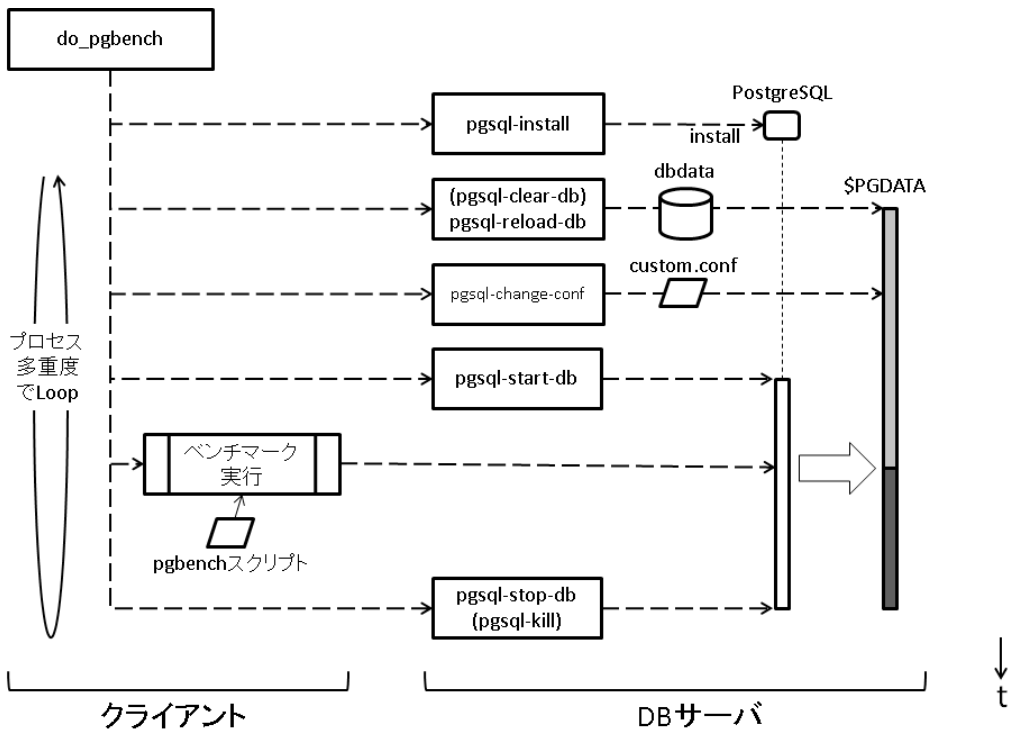 do_pgbench
PostgreSQL
pgsql-install
install
dbdata
$PGDATA
(pgsql-clear-db)
pgsql-reload-db
custom.conf
pgsql-change-conf
プロセス
多重度
でLoop
pgsql-start-db
ベンチマーク
実行
pgbenchスクリプト
pgsql-stop-db
(pgsql-kill)
クライアント
DBサーバ
t